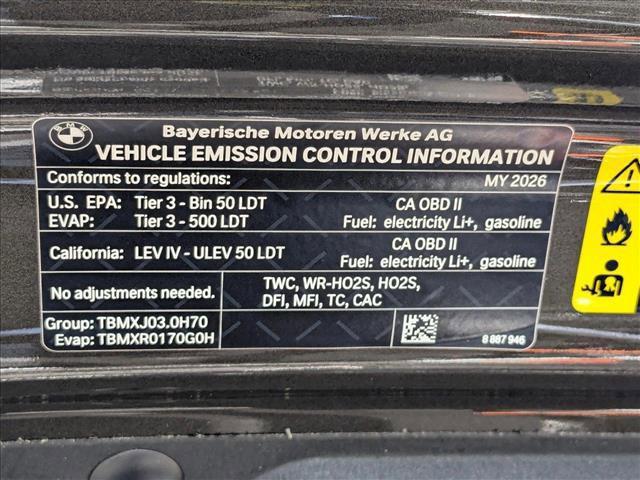 BMW
Bayerische Motoren Werke AG
VEHICLE EMISSION CONTROL INFORMATION
Conforms to regulations: MY 2026
U.S. EPA: Tier 3 - Bin 50 LDT CA OBD II
EVAP: Tier 3 - 500 LDT Fuel: electricity Li+, gasoline
California: LEV IV - ULEV 50 LDT CA OBD II
Fuel: electricity Li+, gasoline
No adjustments needed. TWC, WR-HO2S, HO2S,
DFI, MFI, TC, CAC
Group: TBMXJ03.0H70
Evap: TBMXR0170G0H 8 887 946